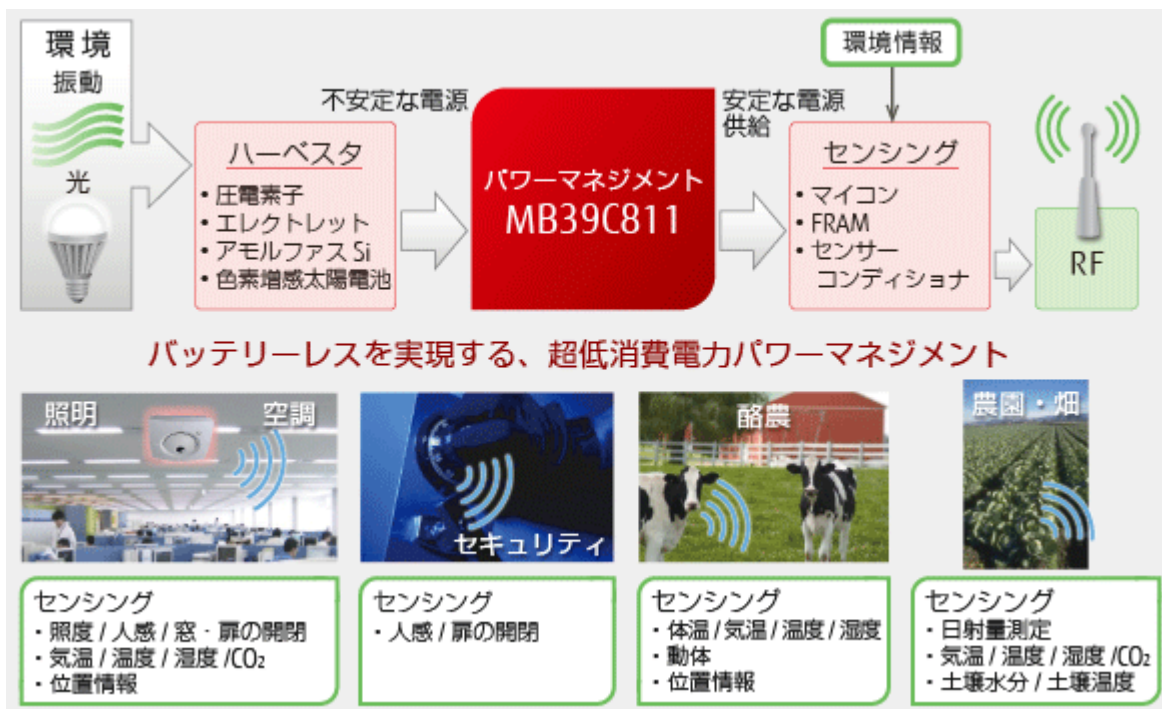 環境
振動
光
不安定な電源
ハーベスタ
・圧電素子
・エレクトレット
・アモルファス Si
・色素増感太陽電池
パワーマネジメント
MB39C811
安定な電源
供給
環境情報
センシング
・マイコン
・FRAM
・センサー
コンディショナ
RF
バッテリーレスを実現する、超低消費電力パワーマネジメント
照明
空調
セキュリティ
酪農
農園・畑
センシング
・照度 / 人感 / 窓・扉の開閉
・気温 / 温度 / 湿度 /CO₂
・位置情報
センシング
・人感 / 扉の開閉
センシング
・体温 / 気温 / 温度 / 湿度
・動体
・位置情報
センシング
・日射量測定
・気温 / 温度 / 湿度 /CO₂
・土壌水分 / 土壌温度